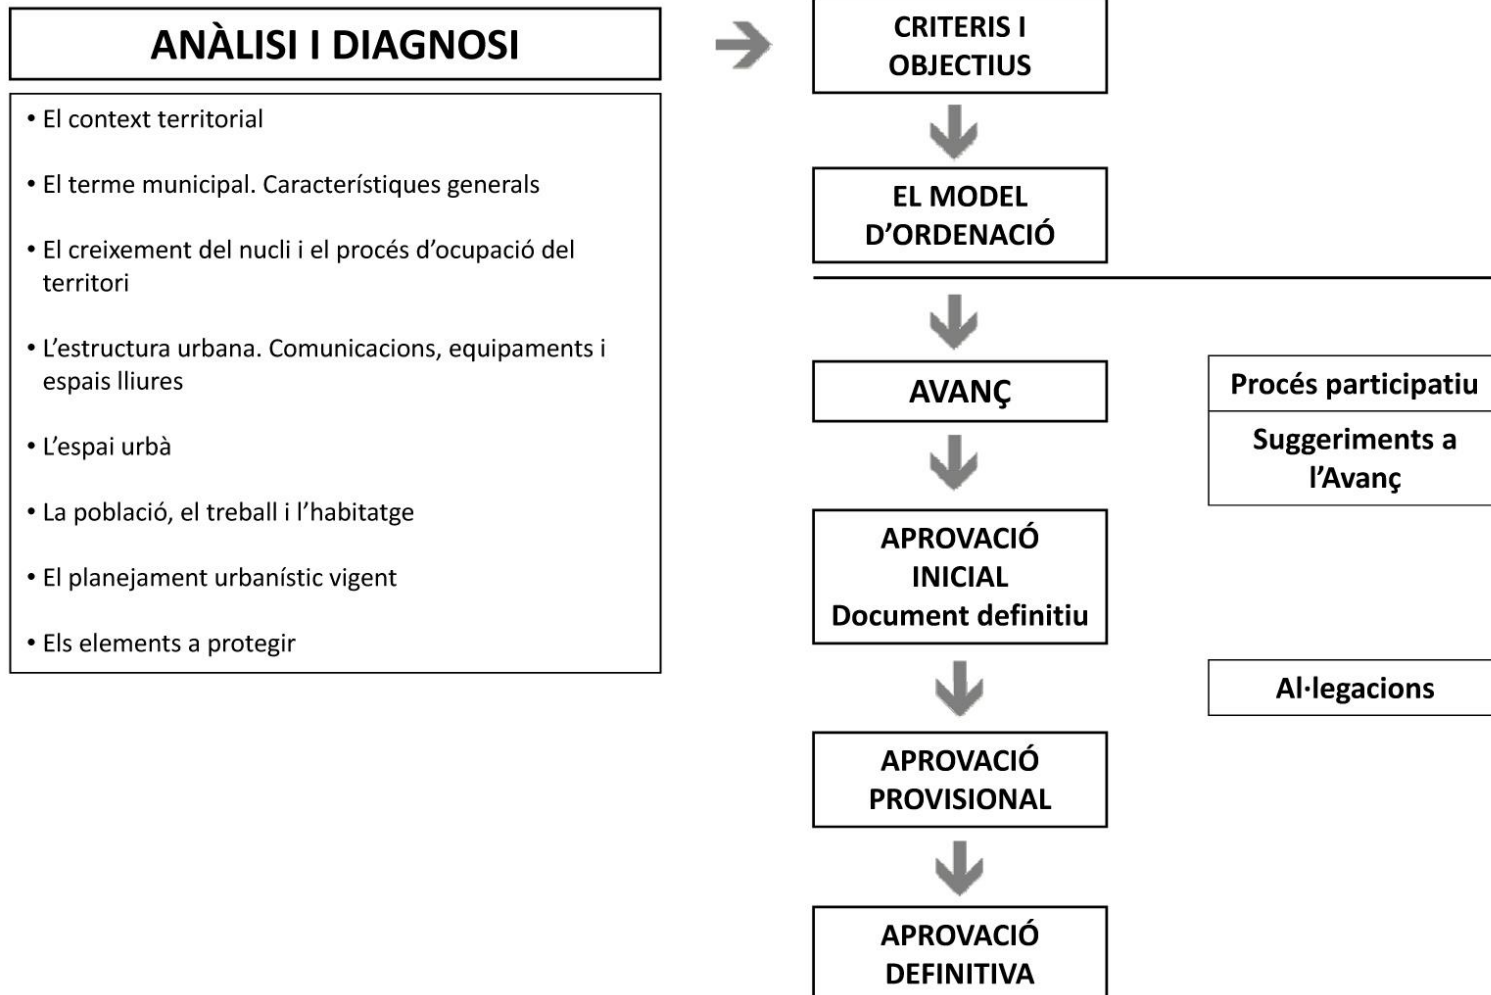 ANÀLISI I DIAGNOSI
• El context territorial
• El terme municipal. Característiques generals
• El creixement del nucli i el procés d’ocupació del
territori
• L’estructura urbana. Comunicacions, equipaments i
espais lliures
• L’espai urbà
• La població, el treball i l’habitatge
• El planejament urbanístic vigent
• Els elements a protegir
CRITERIS I
OBJECTIUS
EL MODEL
D’ORDENACIÓ
AVANÇ
Procés participatiu
Suggeriments a
l’Avanç
APROVACIÓ
INICIAL
Document definitiu
Al·legacions
APROVACIÓ
PROVISIONAL
APROVACIÓ
DEFINITIVA